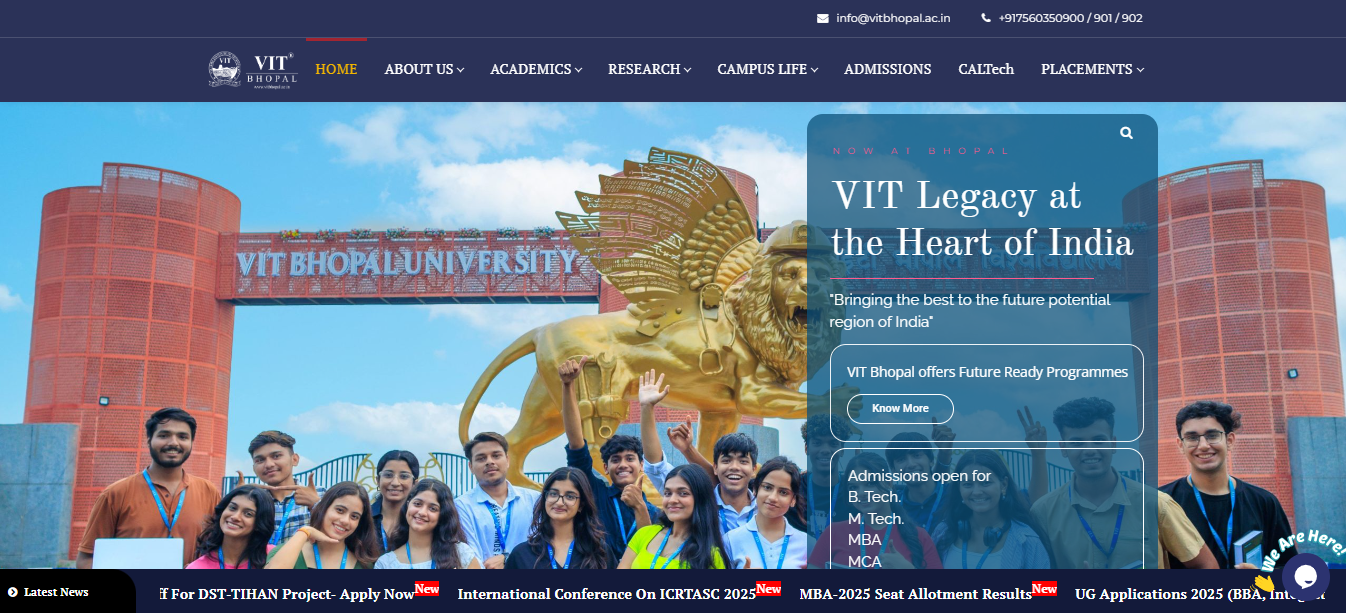 info@vitbhopal.ac.in
+917560350900 / 901 / 902
VIT
BHOPAL
www.vitbhopal.ac.in
HOME
ABOUT US
ACADEMICS
RESEARCH
CAMPUS LIFE
ADMISSIONS
CALTech
PLACEMENTS
VIT BHOPAL UNIVERSITY
NOW AT BHOPAL
VIT Legacy at
the Heart of India
"Bringing the best to the future potential
region of India"
VIT Bhopal offers Future Ready Programmes
Know More
Admissions open for
B. Tech.
M. Tech.
MBA
MCA
We Are Here!
Latest News
For DST-TIHAN Project- Apply Now New
International Conference On ICRTASC 2025 New
MBA-2025 Seat Allotment Results New
UG Applications 2025 (BBA,